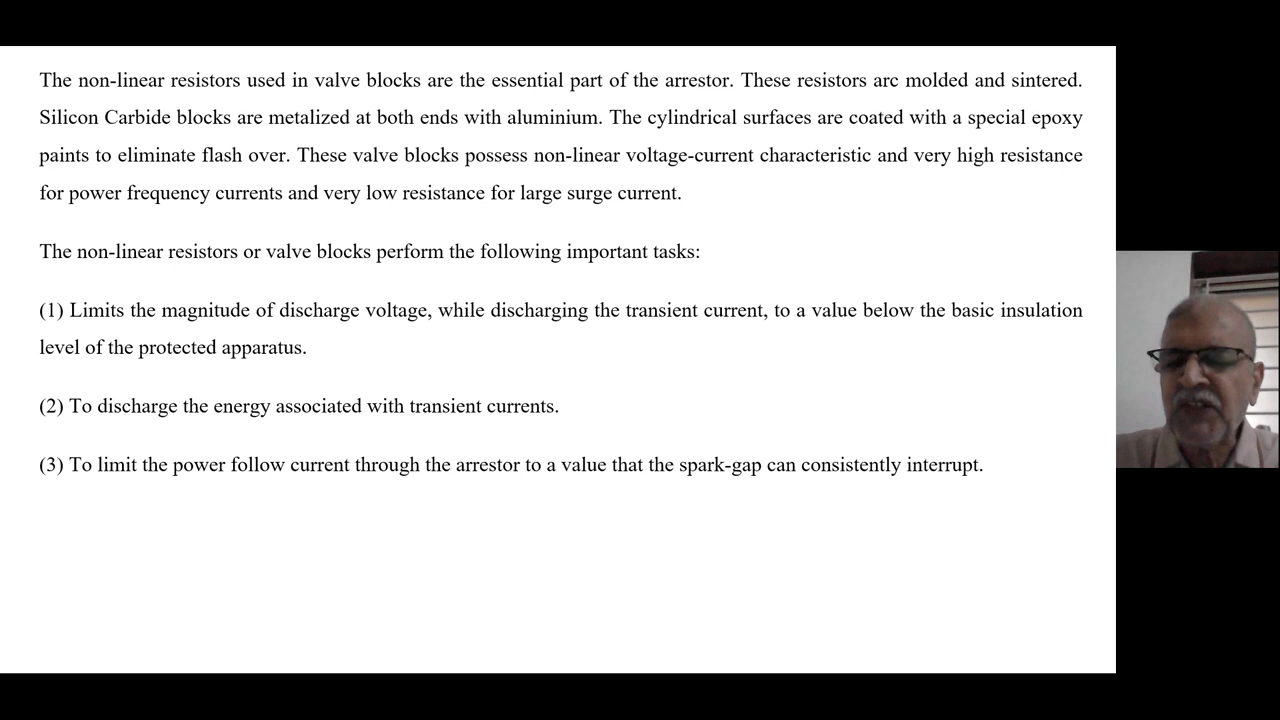 The non-linear resistors used in valve blocks are the essential part of the arrestor. These resistors arc molded and sintered.
Silicon Carbide blocks are metalized at both ends with aluminium. The cylindrical surfaces are coated with a special epoxy
paints to eliminate flash over. These valve blocks possess non-linear voltage-current characteristic and very high resistance
for power frequency currents and very low resistance for large surge current.
The non-linear resistors or valve blocks perform the following important tasks:
(1) Limits the magnitude of discharge voltage, while discharging the transient current, to a value below the basic insulation
level of the protected apparatus.
(2) To discharge the energy associated with transient currents.
(3) To limit the power follow current through the arrestor to a value that the spark-gap can consistently interrupt.